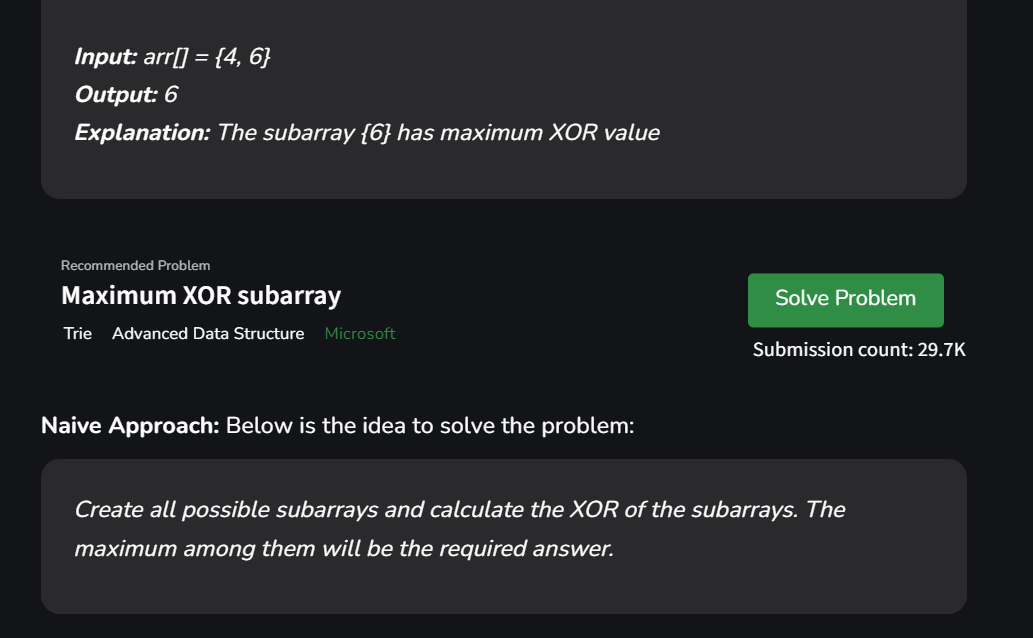 Input: arr[] = {4, 6}
Output: 6
Explanation: The subarray {6} has maximum XOR value
Recommended Problem
Maximum XOR subarray
Trie Advanced Data Structure Microsoft
Solve Problem
Submission count: 29.7K
Naive Approach: Below is the idea to solve the problem:
Create all possible subarrays and calculate the XOR of the subarrays. The
maximum among them will be the required answer.